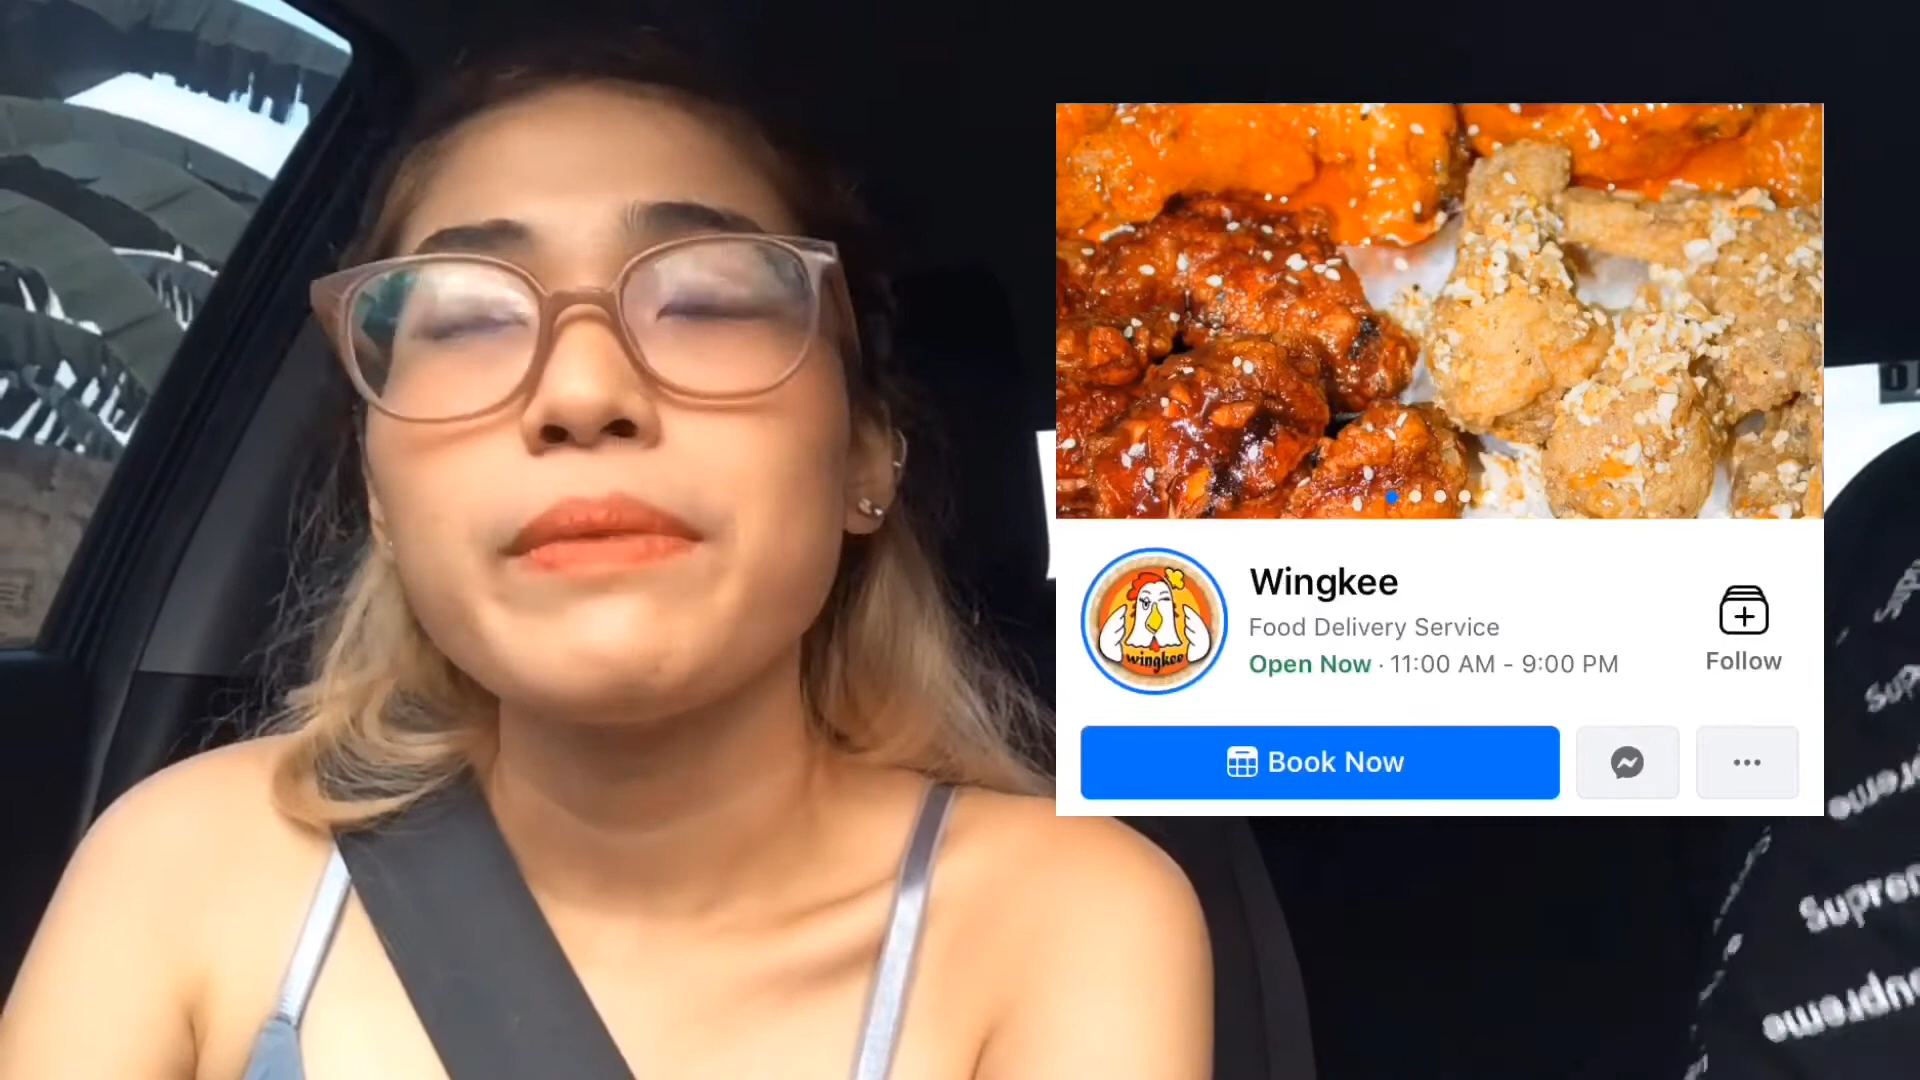 Wingkee
Food Delivery Service
Open Now · 11:00 AM - 9:00 PM
Follow
wingkee
Book Now
Supreme